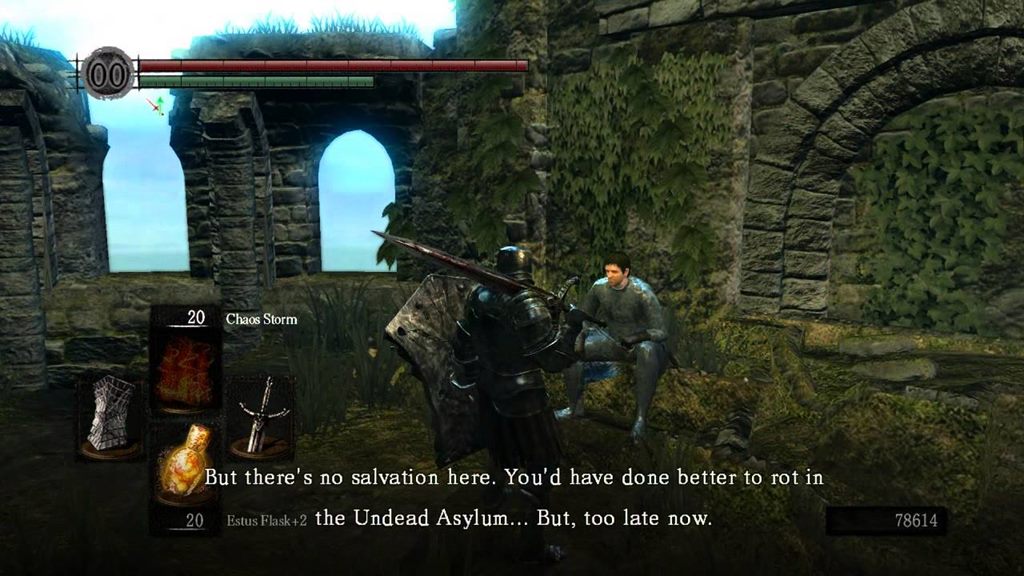 00
20 Chaos Storm
But there's no salvation here. You'd have done better to rot in
the Undead Asylum... But, too late now.
20 Estus Flask+2
78614